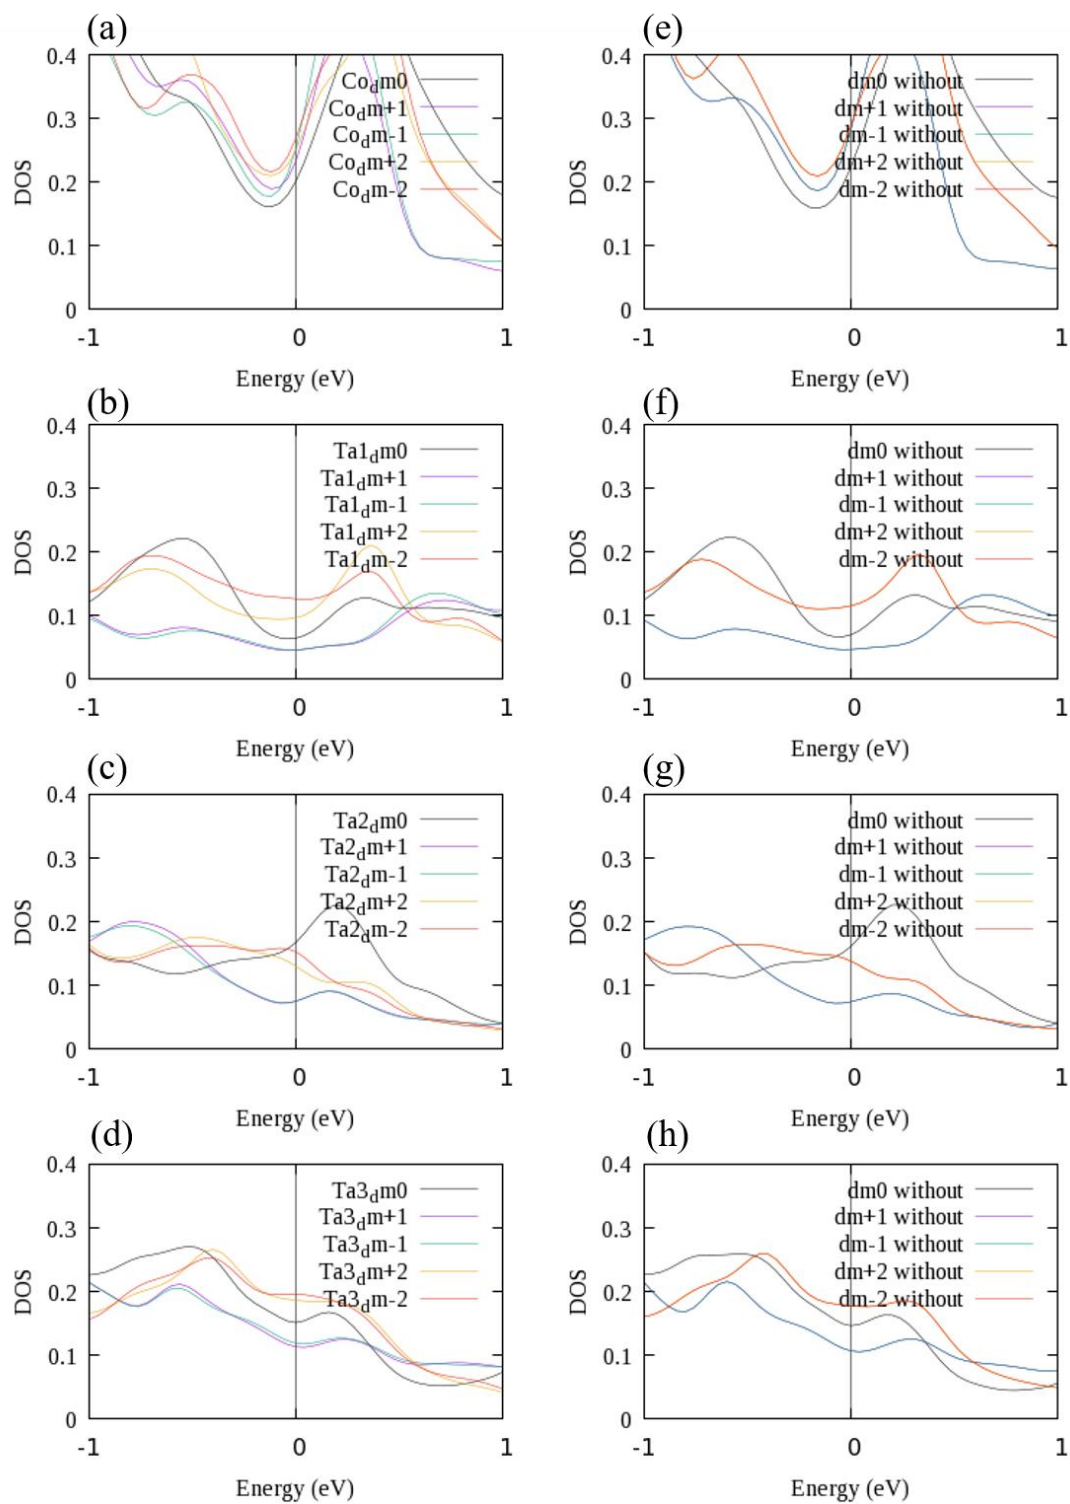 (a)
0.4
0.3
0.2
0.1
0
DOS
Co_dm0
Co_dm+1
Co_dm-1
Co_dm+2
Co_dm-2
-1 0 1
Energy (eV)
(e)
0.4
0.3
0.2
0.1
0
DOS
dm0 without
dm+1 without
dm-1 without
dm+2 without
dm-2 without
-1 0 1
Energy (eV)
(b)
0.4
0.3
0.2
0.1
0
DOS
Ta1_dm0
Ta1_dm+1
Ta1_dm-1
Ta1_dm+2
Ta1_dm-2
-1 0 1
Energy (eV)
(f)
0.4
0.3
0.2
0.1
0
DOS
dm0 without
dm+1 without
dm-1 without
dm+2 without
dm-2 without
-1 0 1
Energy (eV)
(c)
0.4
0.3
0.2
0.1
0
DOS
Ta2_dm0
Ta2_dm+1
Ta2_dm-1
Ta2_dm+2
Ta2_dm-2
-1 0 1
Energy (eV)
(g)
0.4
0.3
0.2
0.1
0
DOS
dm0 without
dm+1 without
dm-1 without
dm+2 without
dm-2 without
-1 0 1
Energy (eV)
(d)
0.4
0.3
0.2
0.1
0
DOS
Ta3_dm0
Ta3_dm+1
Ta3_dm-1
Ta3_dm+2
Ta3_dm-2
-1 0 1
Energy (eV)
(h)
0.4
0.3
0.2
0.1
0
DOS
dm0 without
dm+1 without
dm-1 without
dm+2 without
dm-2 without
-1 0 1
Energy (eV)